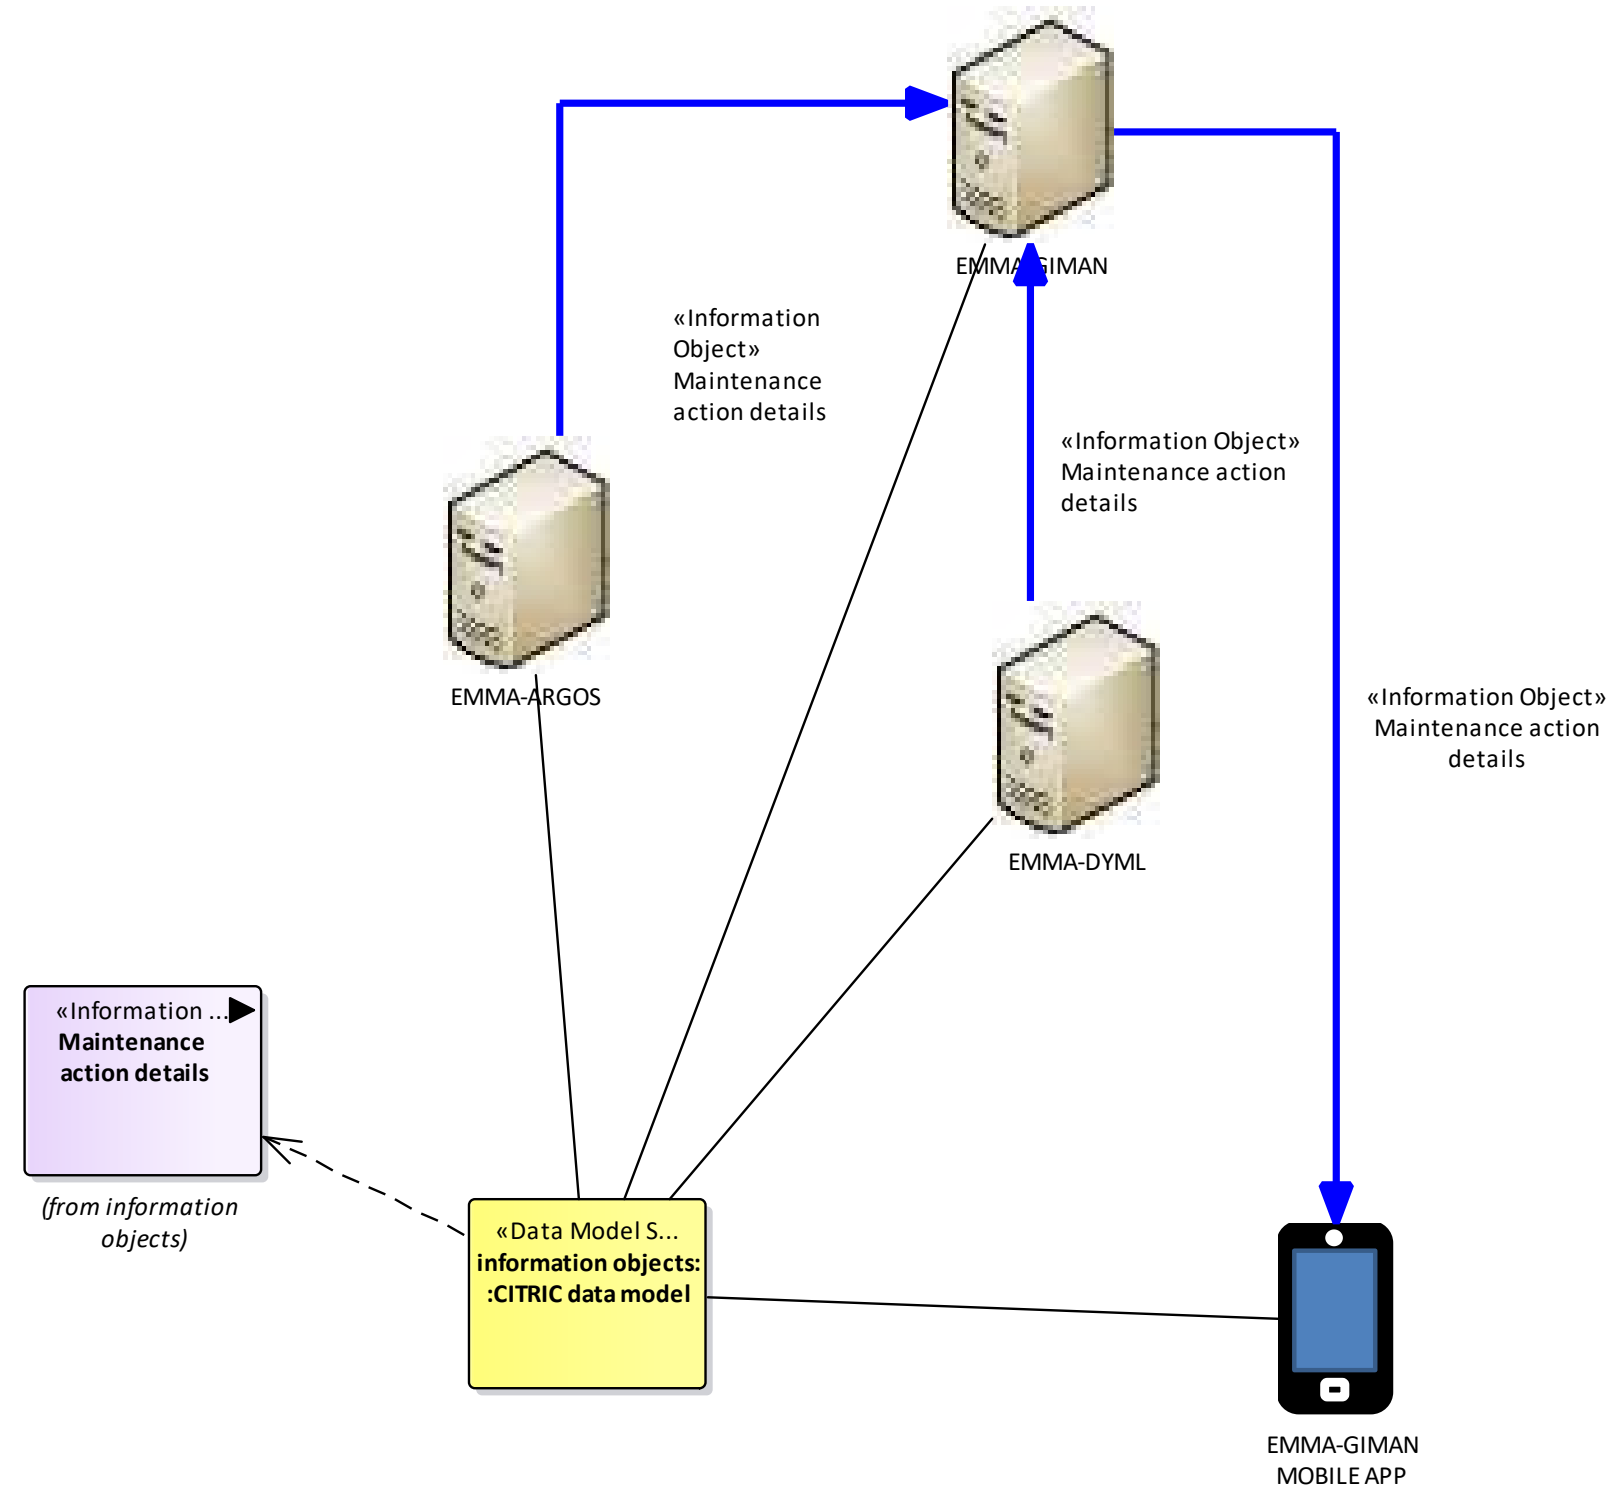 EMMA-GIMAN
«Information
Object»
Maintenance
action details
«Information Object»
Maintenance action
details
EMMA-ARGOS
«Information Object»
Maintenance action
details
EMMA-DYML
«Information ...
Maintenance
action details
(from information
objects)
«Data Model S...
information objects:
:CITRIC data model
EMMA-GIMAN
MOBILE APP